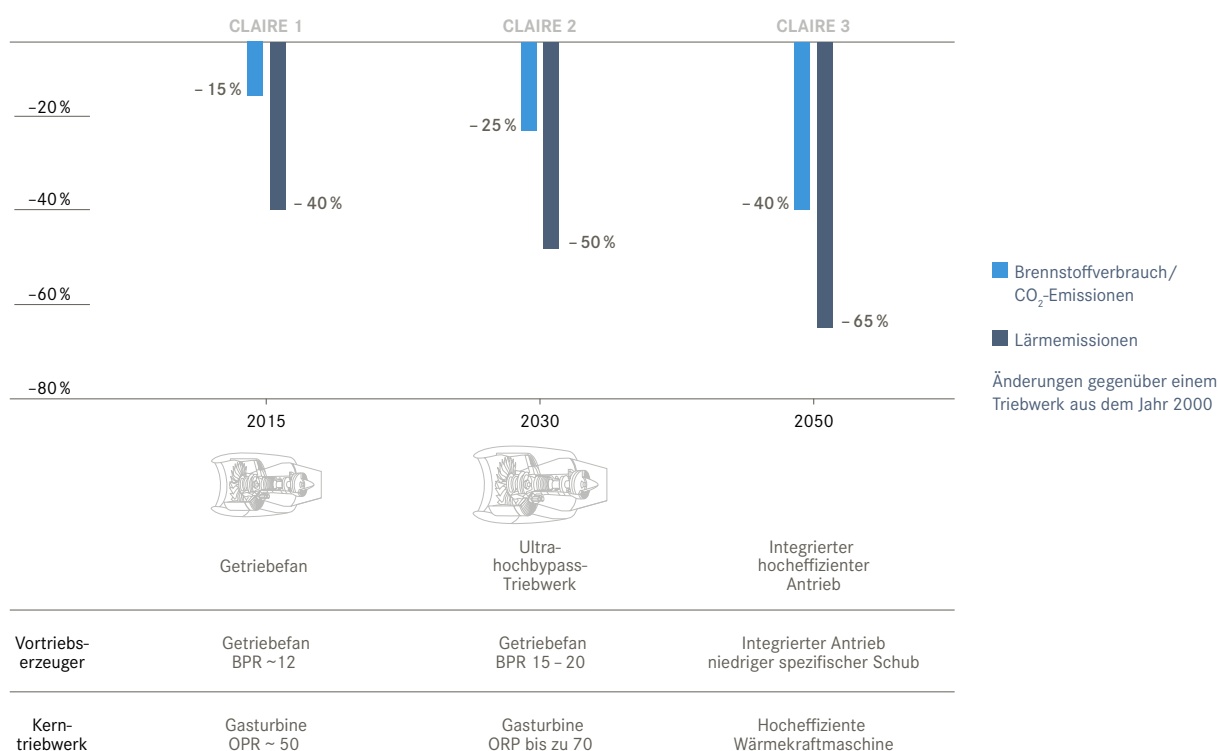 CLAIRE 1
CLAIRE 2
CLAIRE 3
– 15 %
–20 %
– 25 %
–40 %
– 40 %
– 40 %
– 50 %
–60 %
– 65 %
–80 %
Brennstoffverbrauch/
CO2-Emissionen
Lärmemissionen
Änderungen gegenüber einem
Triebwerk aus dem Jahr 2000
2015
2030
2050
Getriebefan
Ultra-
hochbypass-
Triebwerk
Integrierter
hocheffizienter
Antrieb
Vortriebs-
erzeuger
Getriebefan
BPR ~12
Getriebefan
BPR 15 – 20
Integrierter Antrieb
niedriger spezifischer Schub
Kern-
triebwerk
Gasturbine
OPR ~ 50
Gasturbine
ORP bis zu 70
Hocheffiziente
Wärmekraftmaschine